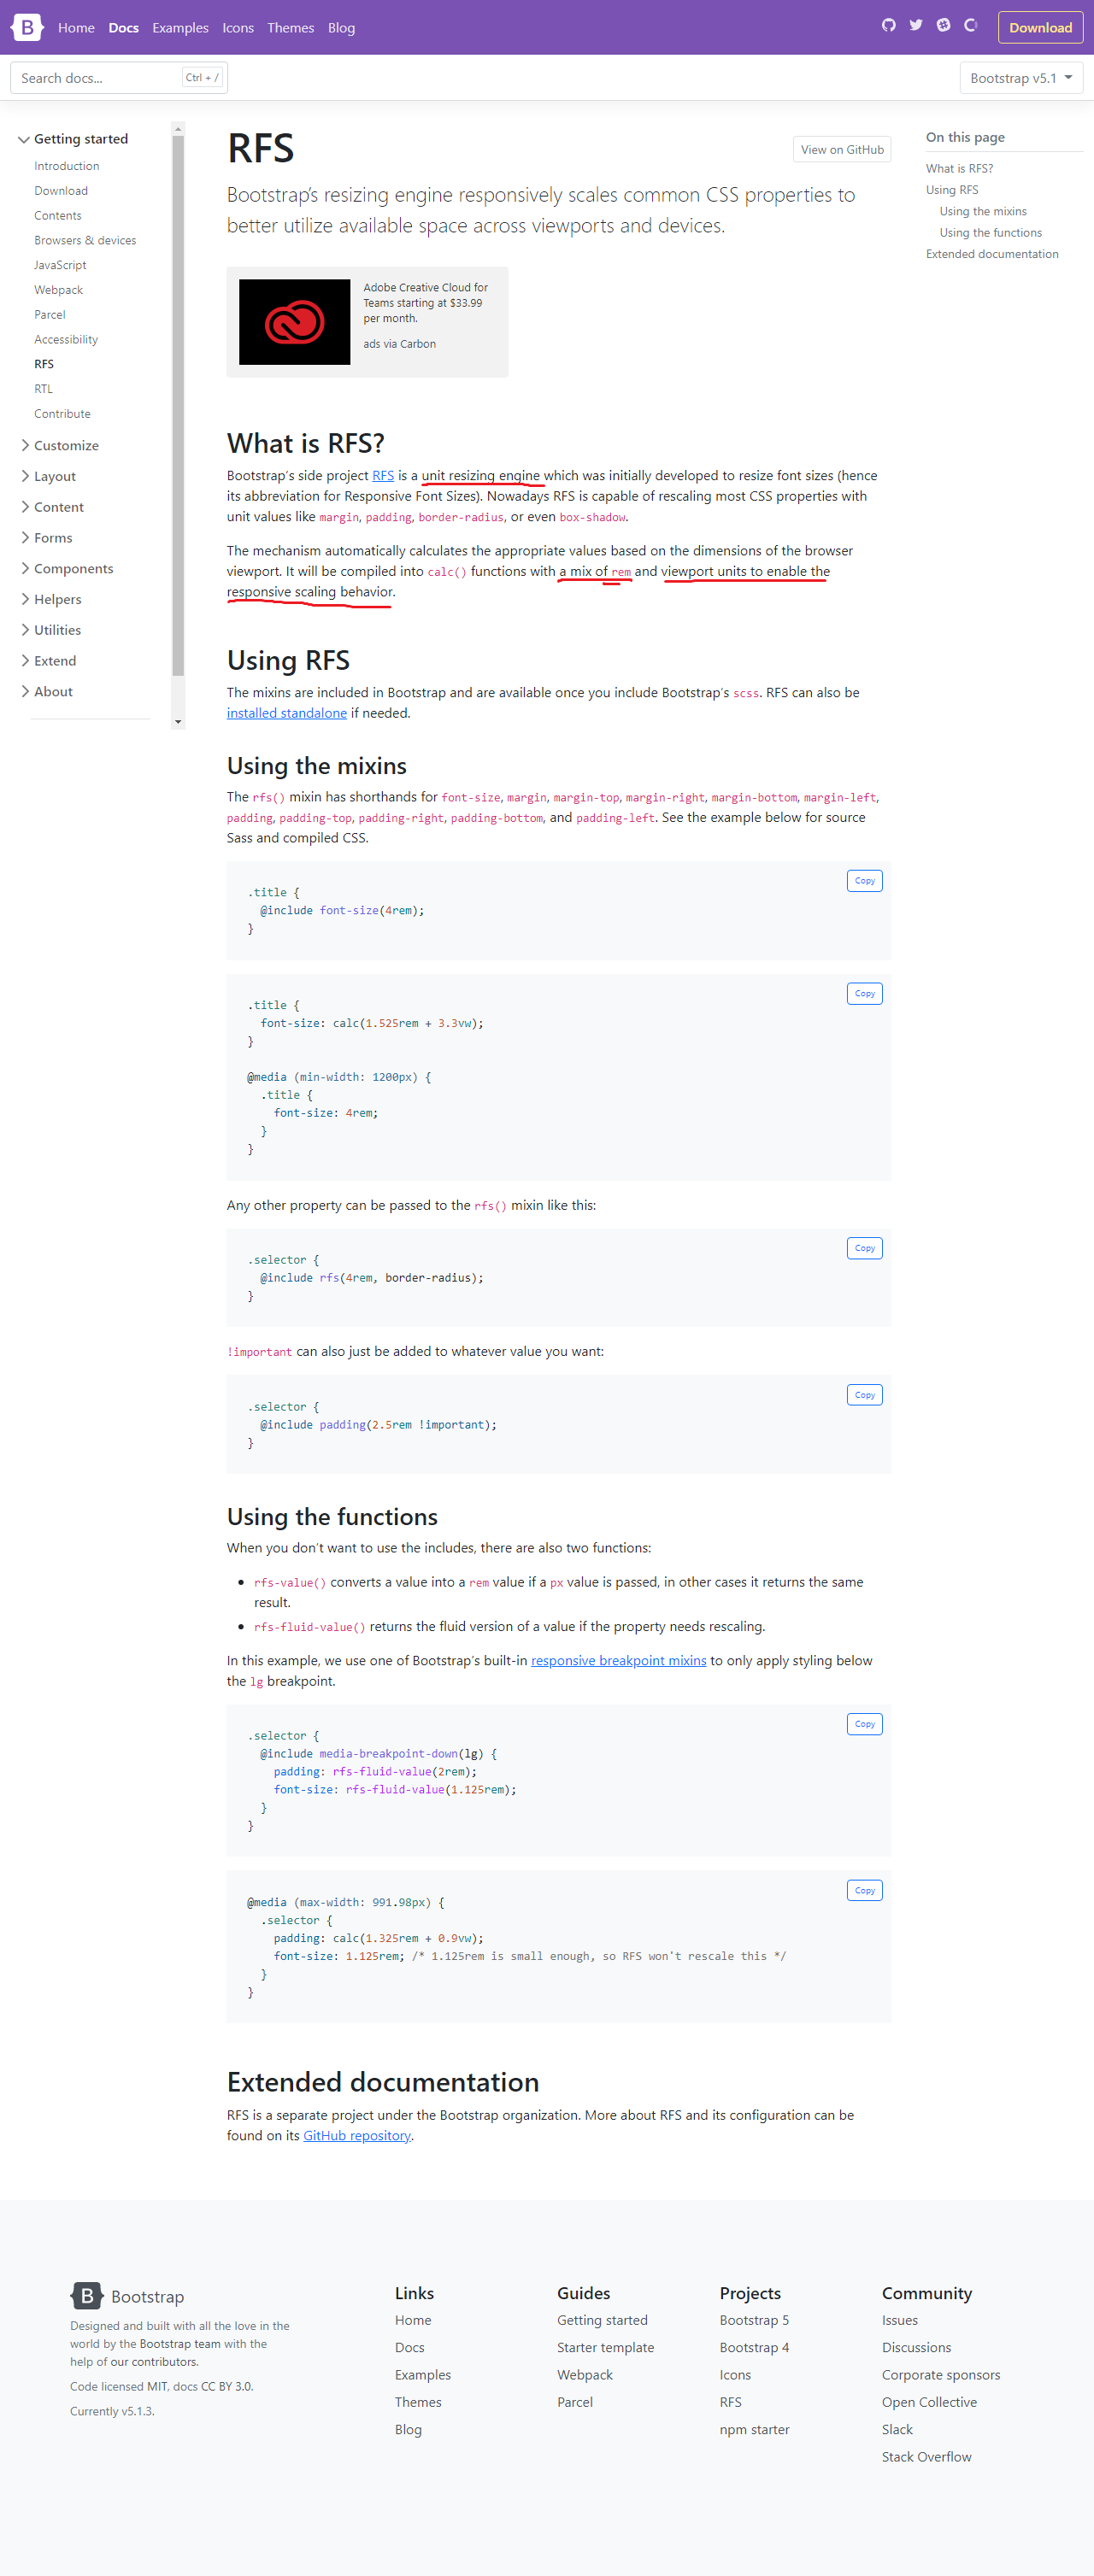 B Home Docs Examples Icons Themes Blog Download
Search docs... Ctrl + / Bootstrap v5.1
Getting started
Introduction
Download
Contents
Browsers & devices
JavaScript
Webpack
Parcel
Accessibility
RFS
RTL
Contribute
Customize
Layout
Content
Forms
Components
Helpers
Utilities
Extend
About
RFS
View on GitHub
Bootstrap’s resizing engine responsively scales common CSS properties to
better utilize available space across viewports and devices.
Adobe Creative Cloud for
Teams starting at $33.99
per month.
ads via Carbon
On this page
What is RFS?
Using RFS
Using the mixins
Using the functions
Extended documentation
What is RFS?
Bootstrap’s side project RFS is a unit resizing engine which was initially developed to resize font sizes (hence
its abbreviation for Responsive Font Sizes). Nowadays RFS is capable of rescaling most CSS properties with
unit values like margin, padding, border-radius, or even box-shadow.
The mechanism automatically calculates the appropriate values based on the dimensions of the browser
viewport. It will be compiled into calc() functions with a mix of rem and viewport units to enable the
responsive scaling behavior.
Using RFS
The mixins are included in Bootstrap and are available once you include Bootstrap’s scss. RFS can also be
installed standalone if needed.
Using the mixins
The rfs() mixin has shorthands for font-size, margin, margin-top, margin-right, margin-bottom, margin-left,
padding, padding-top, padding-right, padding-bottom, and padding-left. See the example below for source
Sass and compiled CSS.
Copy
.title {
  @include font-size(4rem);
}
Copy
.title {
  font-size: calc(1.525rem + 3.3vw);
}
@media (min-width: 1200px) {
  .title {
    font-size: 4rem;
  }
}
Any other property can be passed to the rfs() mixin like this:
Copy
.selector {
  @include rfs(4rem, border-radius);
}
!important can also just be added to whatever value you want:
Copy
.selector {
  @include padding(2.5rem !important);
}
Using the functions
When you don’t want to use the includes, there are also two functions:
• rfs-value() converts a value into a rem value if a px value is passed, in other cases it returns the same
result.
• rfs-fluid-value() returns the fluid version of a value if the property needs rescaling.
In this example, we use one of Bootstrap’s built-in responsive breakpoint mixins to only apply styling below
the lg breakpoint.
Copy
.selector {
  @include media-breakpoint-down(lg) {
    padding: rfs-fluid-value(2rem);
    font-size: rfs-fluid-value(1.125rem);
  }
}
Copy
@media (max-width: 991.98px) {
  .selector {
    padding: calc(1.325rem + 0.9vw);
    font-size: 1.125rem; /* 1.125rem is small enough, so RFS won't rescale this */
  }
}
Extended documentation
RFS is a separate project under the Bootstrap organization. More about RFS and its configuration can be
found on its GitHub repository.
B Bootstrap
Designed and built with all the love in the
world by the Bootstrap team with the
help of our contributors.
Code licensed MIT, docs CC BY 3.0.
Currently v5.1.3.
Links
Home
Docs
Examples
Themes
Blog
Guides
Getting started
Starter template
Webpack
Parcel
Projects
Bootstrap 5
Bootstrap 4
Icons
RFS
npm starter
Community
Issues
Discussions
Corporate sponsors
Open Collective
Slack
Stack Overflow